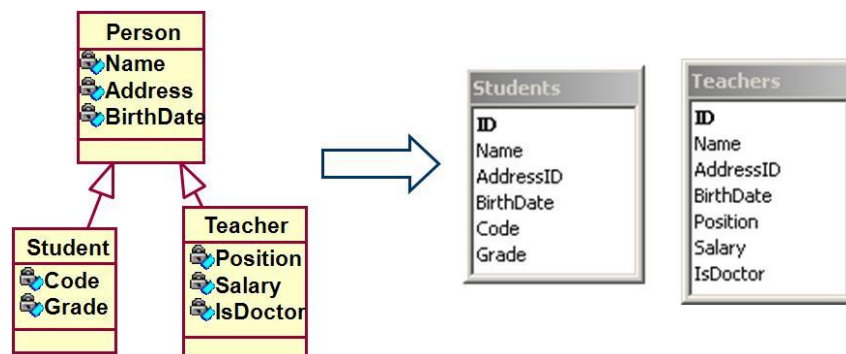 Person
Name
Address
BirthDate
Student
Code
Grade
Teacher
Position
Salary
IsDoctor
Students
ID
Name
AddressID
BirthDate
Code
Grade
Teachers
ID
Name
AddressID
BirthDate
Position
Salary
IsDoctor